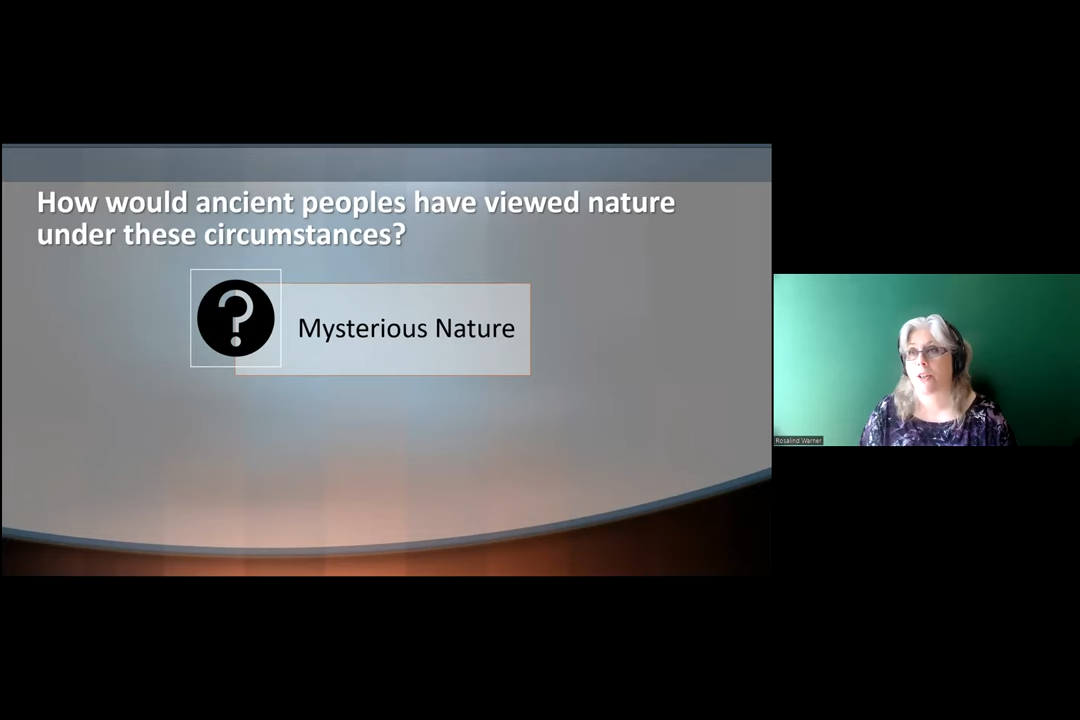 How would ancient peoples have viewed nature
under these circumstances?
?
Mysterious Nature
Rosalind Warner